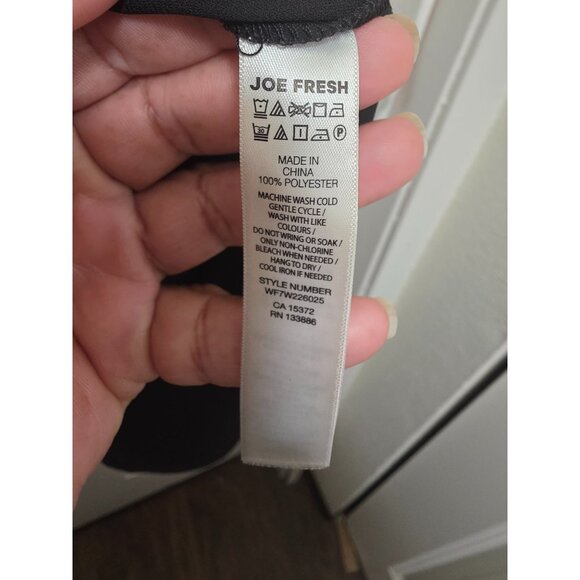 JOE FRESH
30 P
MADE IN
CHINA
100% POLYESTER
MACHINE WASH COLD
GENTLE CYCLE /
WASH WITH LIKE
COLOURS /
DO NOT WRING OR SOAK /
ONLY NON-CHLORINE
BLEACH WHEN NEEDED /
HANG TO DRY /
COOL IRON IF NEEDED
STYLE NUMBER
WF7W226025
CA 15372
RN 133886